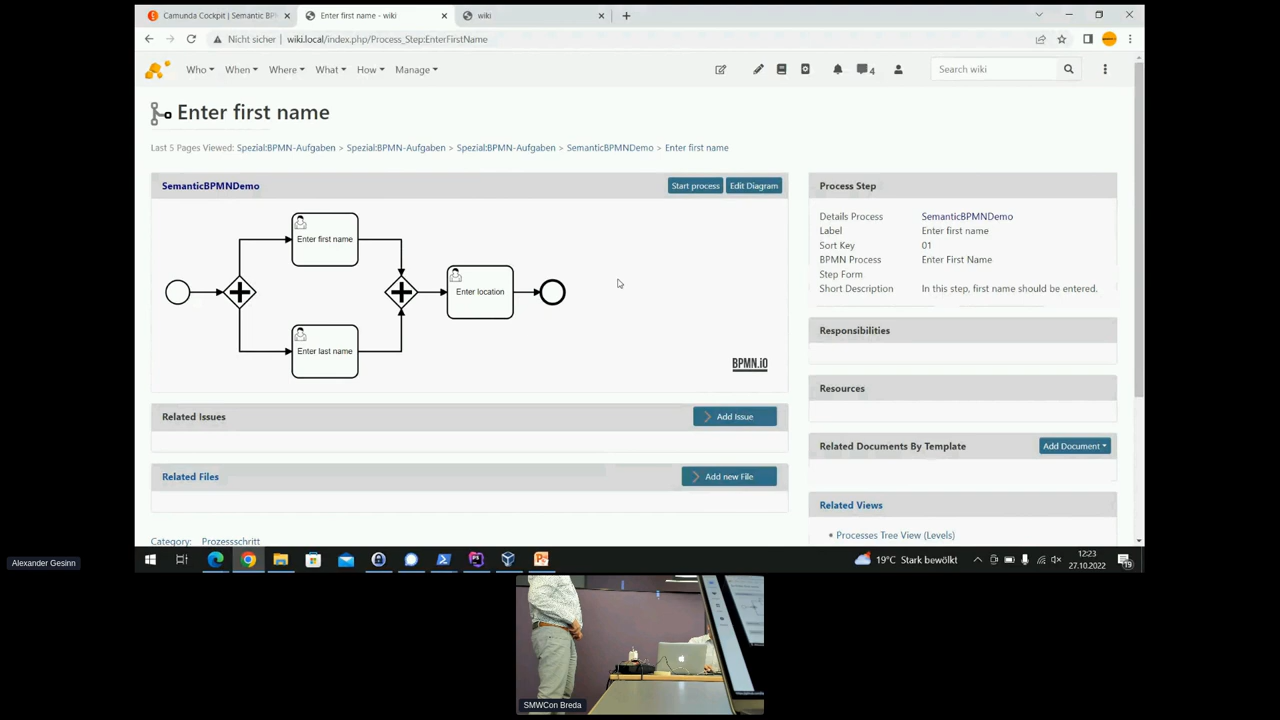 Camunda Cockpit | Semantic BP
Enter first name - wiki
wiki
Nicht sicher
wiki.local/index.php/Process_Step:EnterFirstName
Who
When
Where
What
How
Manage
4
Search wiki
Enter first name
Last 5 Pages Viewed: Spezial:BPMN-Aufgaben > Spezial:BPMN-Aufgaben > Spezial:BPMN-Aufgaben > SemanticBPMNDemo > Enter first name
SemanticBPMNDemo
Start process
Edit Diagram
Enter first name
Enter location
Enter last name
BPMN.iO
Related Issues
Add Issue
Related Files
Add new File
Category: Prozessschritt
Process Step
Details Process SemanticBPMNDemo
Label Enter first name
Sort Key 01
BPMN Process Enter First Name
Step Form
Short Description In this step, first name should be entered.
Responsibilities
Resources
Related Documents By Template
Add Document
Related Views
Processes Tree View (Levels)
19°C Stark bewölkt
12:23
27.10.2022
19
Alexander Gesinn
SMWCon Breda